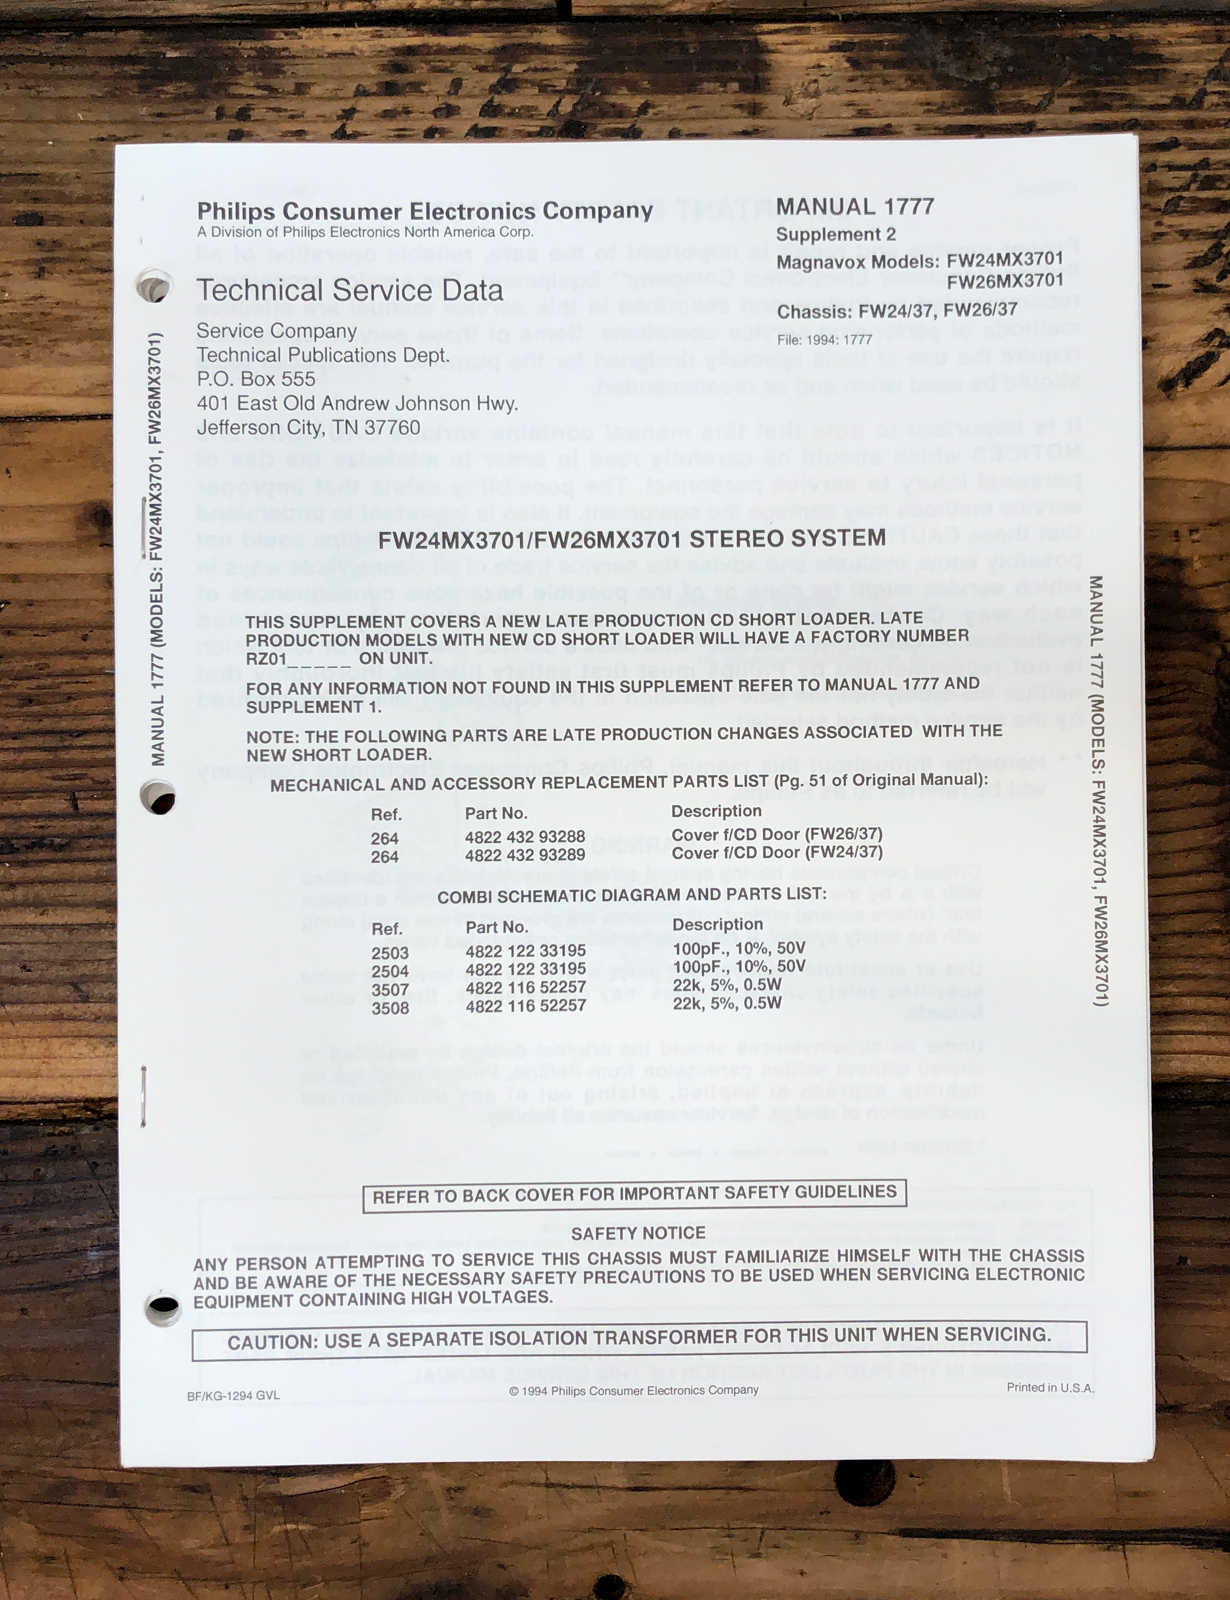 Philips Consumer Electronics Company
A Division of Philips Electronics North America Corp.
Technical Service Data
Service Company
Technical Publications Dept.
P.O. Box 555
401 East Old Andrew Johnson Hwy.
Jefferson City, TN 37760
MANUAL 1777
Supplement 2
Magnavox Models: FW24MX3701
FW26MX3701
Chassis: FW24/37, FW26/37
File: 1994: 1777
MANUAL 1777 (MODELS: FW24MX3701, FW26MX3701)
FW24MX3701/FW26MX3701 STEREO SYSTEM
THIS SUPPLEMENT COVERS A NEW LATE PRODUCTION CD SHORT LOADER. LATE
PRODUCTION MODELS WITH NEW CD SHORT LOADER WILL HAVE A FACTORY NUMBER
RZ01_ _ _ _ _ ON UNIT.
FOR ANY INFORMATION NOT FOUND IN THIS SUPPLEMENT REFER TO MANUAL 1777 AND
SUPPLEMENT 1.
NOTE: THE FOLLOWING PARTS ARE LATE PRODUCTION CHANGES ASSOCIATED WITH THE
NEW SHORT LOADER.
MECHANICAL AND ACCESSORY REPLACEMENT PARTS LIST (Pg. 51 of Original Manual):
Ref. Part No. Description
264 4822 432 93288 Cover f/CD Door (FW26/37)
264 4822 432 93289 Cover f/CD Door (FW24/37)
COMBI SCHEMATIC DIAGRAM AND PARTS LIST:
Ref. Part No. Description
2503 4822 122 33195 100pF., 10%, 50V
2504 4822 122 33195 100pF., 10%, 50V
3507 4822 116 52257 22k, 5%, 0.5W
3508 4822 116 52257 22k, 5%, 0.5W
MANUAL 1777 (MODELS: FW24MX3701, FW26MX3701)
REFER TO BACK COVER FOR IMPORTANT SAFETY GUIDELINES
SAFETY NOTICE
ANY PERSON ATTEMPTING TO SERVICE THIS CHASSIS MUST FAMILIARIZE HIMSELF WITH THE CHASSIS
AND BE AWARE OF THE NECESSARY SAFETY PRECAUTIONS TO BE USED WHEN SERVICING ELECTRONIC
EQUIPMENT CONTAINING HIGH VOLTAGES.
CAUTION: USE A SEPARATE ISOLATION TRANSFORMER FOR THIS UNIT WHEN SERVICING.
BF/KG-1294 GVL
© 1994 Philips Consumer Electronics Company
Printed in U.S.A.